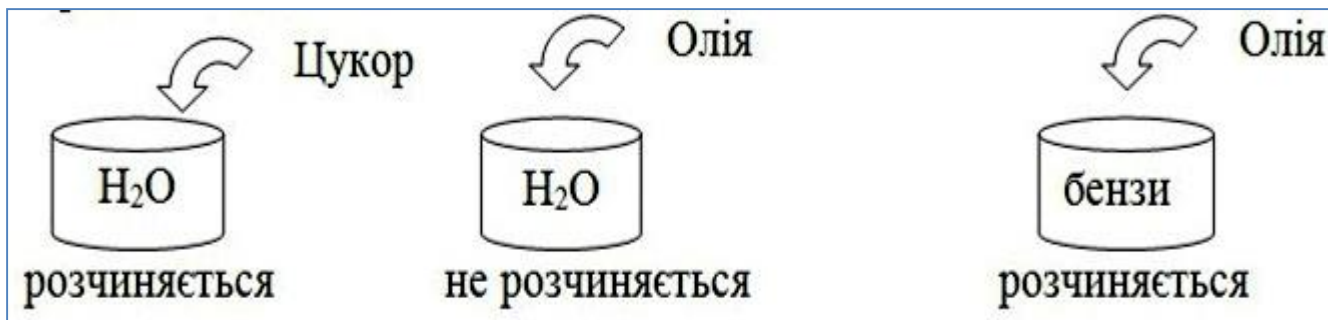 Цукор
Олія
Олія
H₂O
H₂O
бензи
розчиняється
не розчиняється
розчиняється